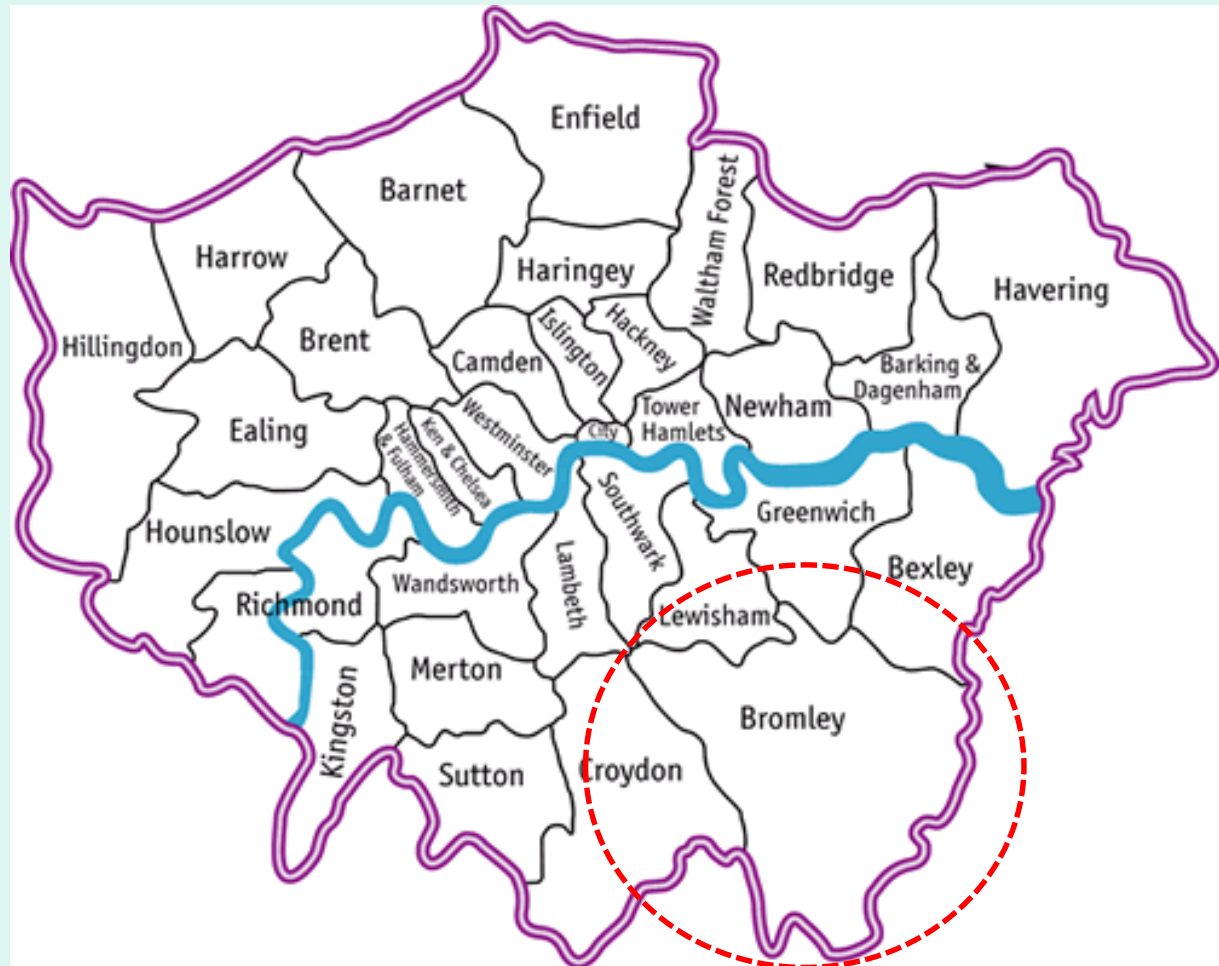 Enfield
Barnet
Waltham Forest
Harrow
Haringey
Redbridge
Havering
Hillingdon
Brent
Camden
Islington
Hackney
Barking &
Dagenham
Ealing
Hammersmith
& Fulham
Ken & Chelsea
Westminster
City
Tower
Hamlets
Newham
Hounslow
Southwark
Greenwich
Bexley
Richmond
Wandsworth
Lambeth
Lewisham
Kingston
Merton
Bromley
Sutton
Croydon